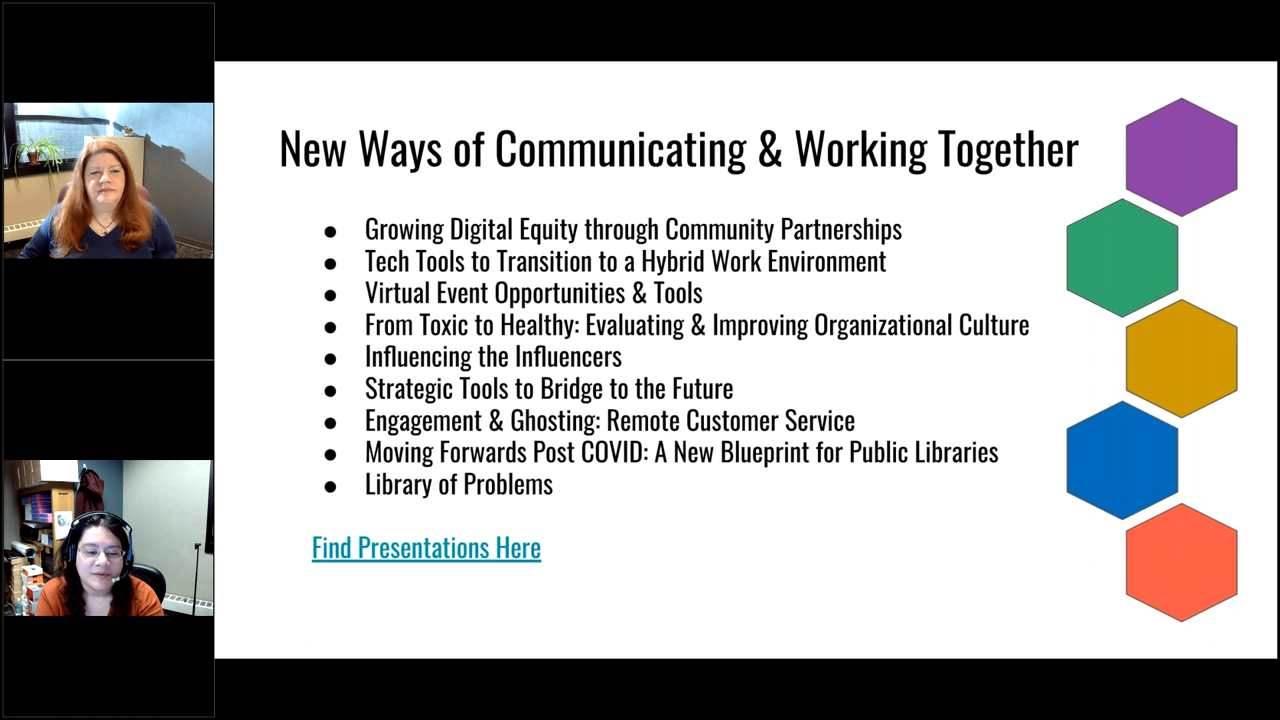 New Ways of Communicating & Working Together
● Growing Digital Equity through Community Partnerships
● Tech Tools to Transition to a Hybrid Work Environment
● Virtual Event Opportunities & Tools
● From Toxic to Healthy: Evaluating & Improving Organizational Culture
● Influencing the Influencers
● Strategic Tools to Bridge to the Future
● Engagement & Ghosting: Remote Customer Service
● Moving Forwards Post COVID: A New Blueprint for Public Libraries
● Library of Problems
Find Presentations Here